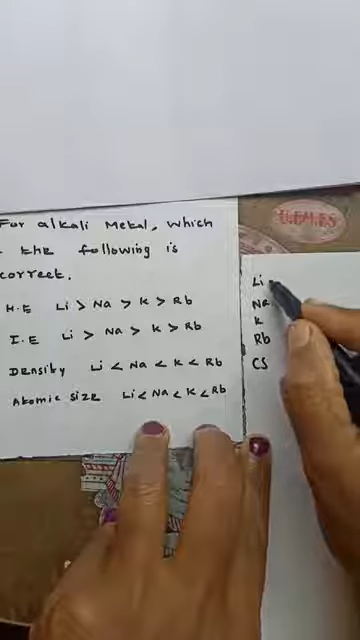 For alkali Metal, which
the following is
correct.
H.E Li > Na > K > Rb
I.E Li > Na > K > Rb
Density Li < Na < K < Rb
Atomic size Li < Na < K < Rb
Li
Na
K
Rb
CS